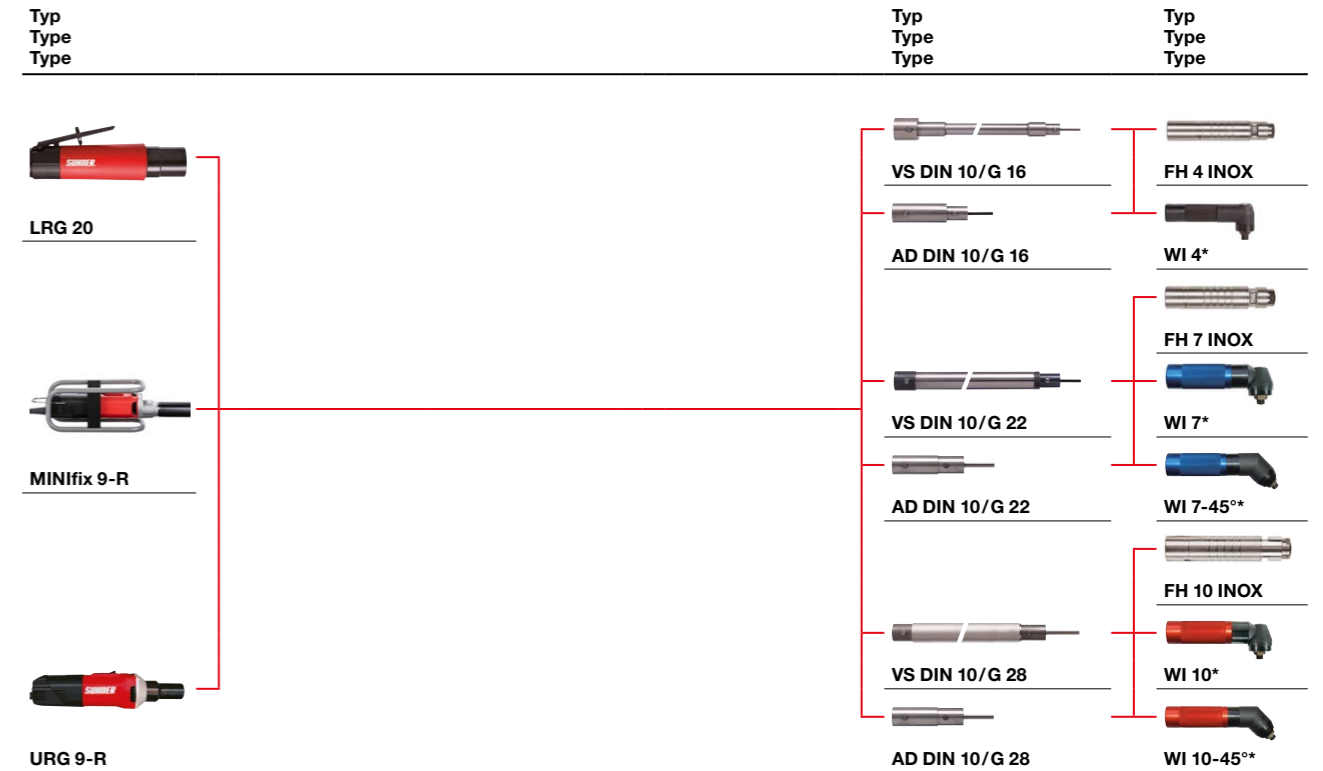 Typ
Type
Type
Typ
Type
Type
Typ
Type
Type
SUHNER
LRG 20
VS DIN 10/G 16
FH 4 INOX
AD DIN 10/G 16
WI 4*
FH 7 INOX
MINIfix 9-R
VS DIN 10/G 22
WI 7*
AD DIN 10/G 22
WI 7-45°*
FH 10 INOX
SUHNER
VS DIN 10/G 28
WI 10*
URG 9-R
AD DIN 10/G 28
WI 10-45°*